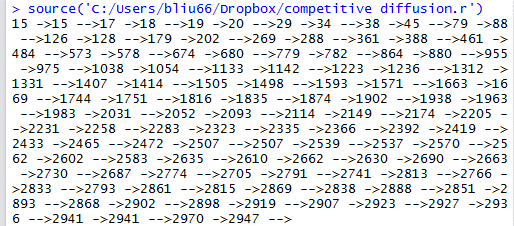 > source('C:/Users/bliu66/Dropbox/competitive diffusion.r')
15 ->15 -->17 ->18 -->19 ->20 -->29 ->34 -->38 ->45 -->79 ->88
 -->126 ->128 -->179 ->202 -->269 ->288 -->361 ->388 -->461 ->
484 -->573 ->578 -->674 ->680 -->779 ->782 -->864 ->880 -->955
 ->975 -->1038 ->1054 -->1133 ->1142 -->1223 ->1236 -->1312 ->
1331 -->1407 ->1414 -->1505 ->1498 -->1593 ->1571 -->1663 ->16
69 -->1744 ->1751 -->1816 ->1835 -->1874 ->1902 -->1938 ->1963
 -->1983 ->2031 -->2052 ->2093 -->2114 ->2149 -->2174 ->2205 -
->2231 ->2258 -->2283 ->2323 -->2335 ->2366 -->2392 ->2419 -->
2433 ->2465 -->2472 ->2507 -->2507 ->2539 -->2537 ->2570 -->25
62 ->2602 -->2583 ->2635 -->2610 ->2662 -->2630 ->2690 -->2663
 ->2730 -->2687 ->2774 -->2705 ->2791 -->2741 ->2813 -->2766 -
>2833 -->2793 ->2861 -->2815 ->2869 -->2838 ->2888 -->2851 ->2
893 -->2868 ->2902 -->2898 ->2919 -->2907 ->2923 -->2927 ->293
6 -->2941 ->2941 -->2970 ->2947 -->